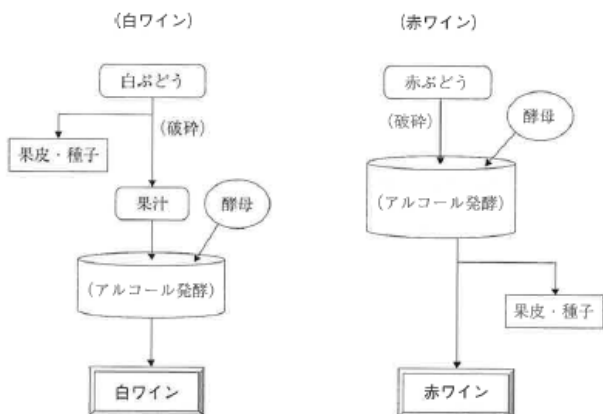 (白ワイン)
白ぶどう
(破砕)
果皮・種子
果汁
酵母
(アルコール発酵)
白ワイン
(赤ワイン)
赤ぶどう
(破砕)
酵母
(アルコール発酵)
果皮・種子
赤ワイン